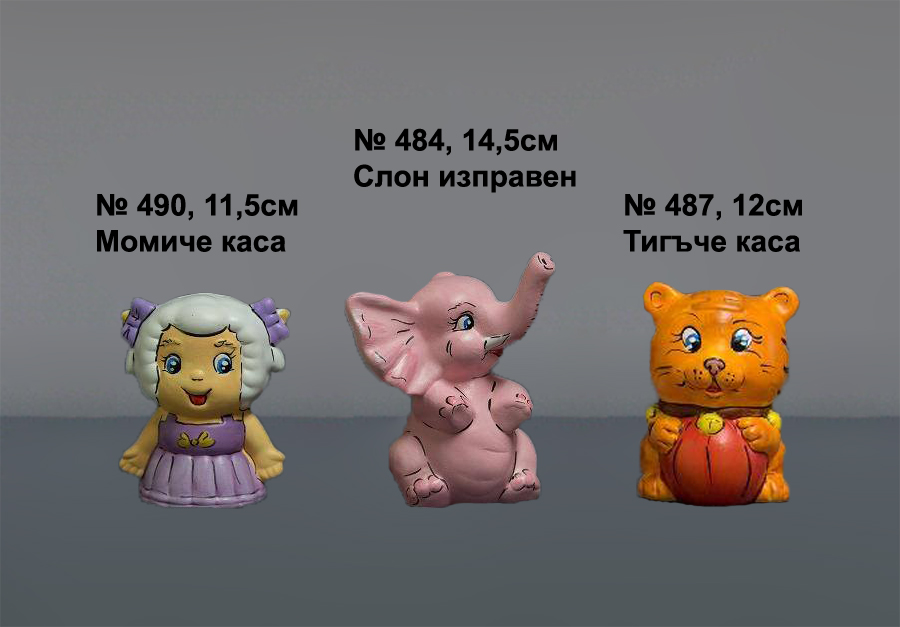 № 484, 14,5см
Слон изправен
№ 490, 11,5см
Момиче каса
№ 487, 12см
Тигъче каса